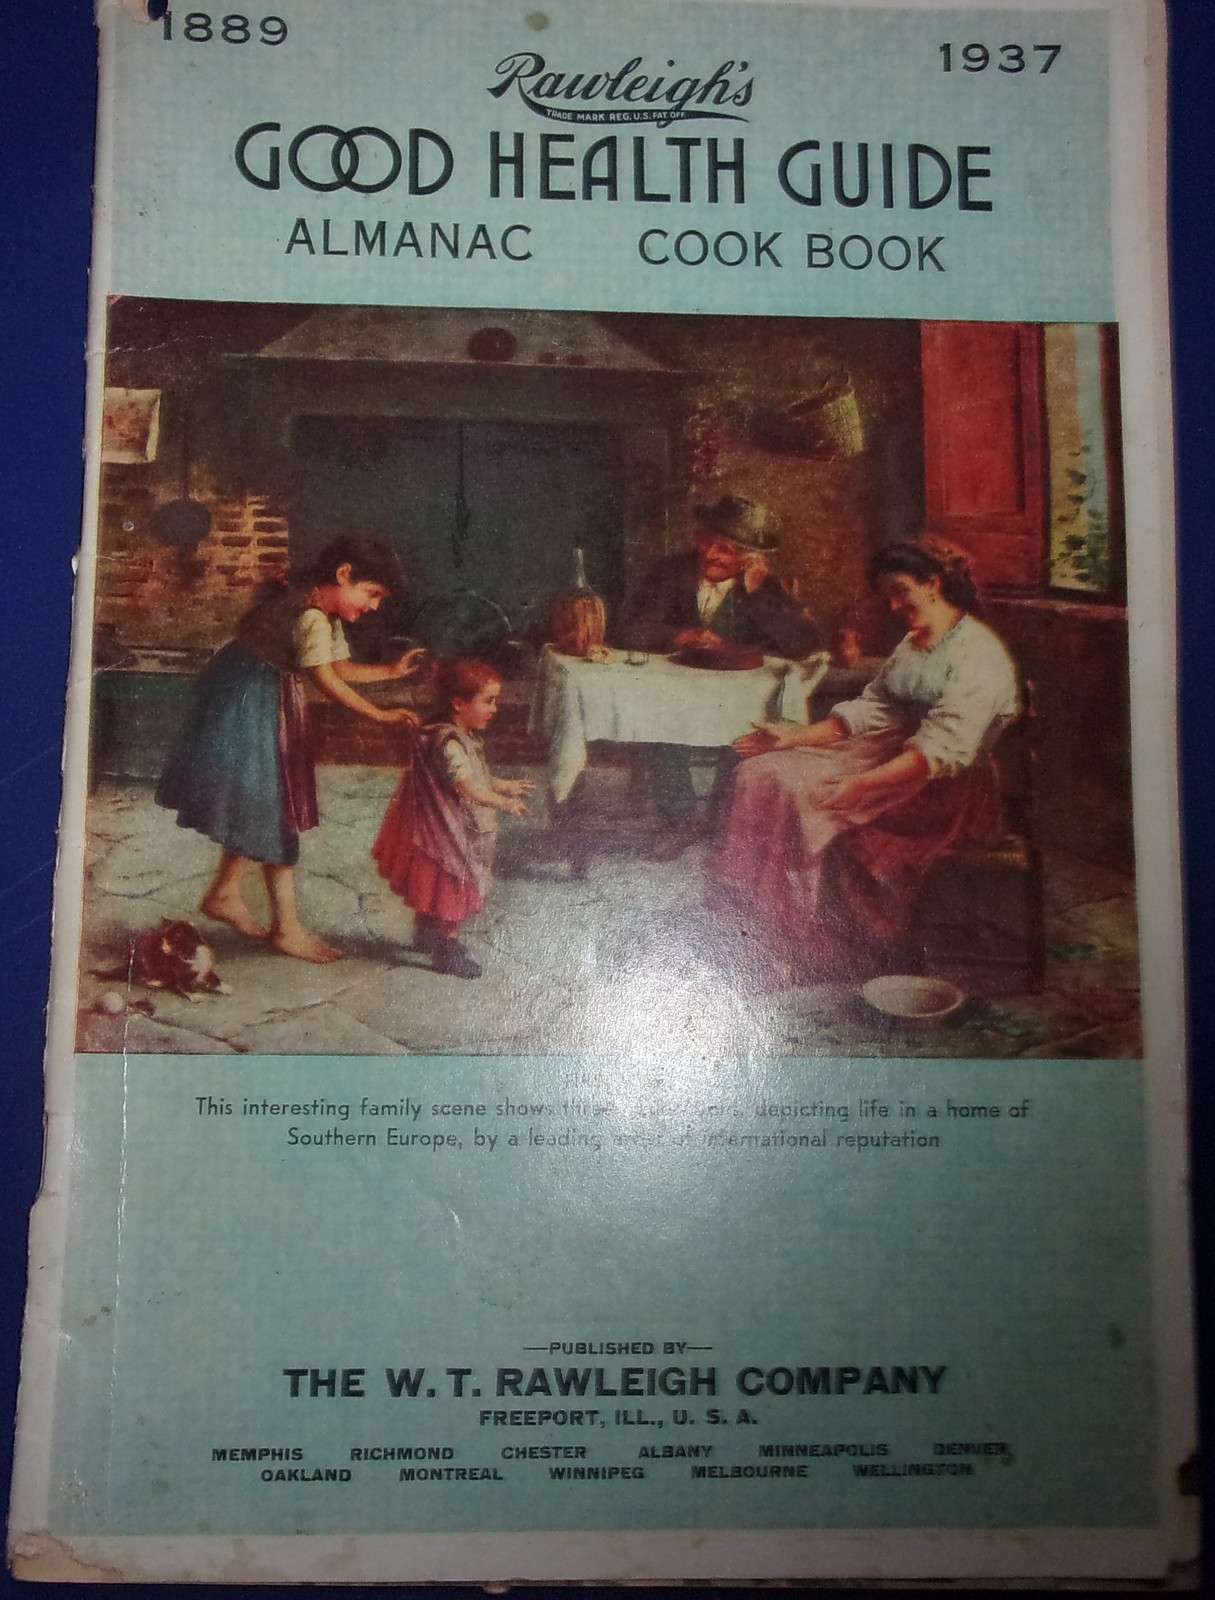 1889
1937
Rawleigh's
TRADE MARK REG. U.S. PAT. OFF.
GOOD HEALTH GUIDE
ALMANAC COOK BOOK
This interesting family scene shows three depicting life in a home of
Southern Europe, by a leading artist of international reputation
—PUBLISHED BY—
THE W. T. RAWLEIGH COMPANY
FREEPORT, ILL., U. S. A.
MEMPHIS RICHMOND CHESTER ALBANY MINNEAPOLIS DENVER
OAKLAND MONTREAL WINNIPEG MELBOURNE WELLINGTON